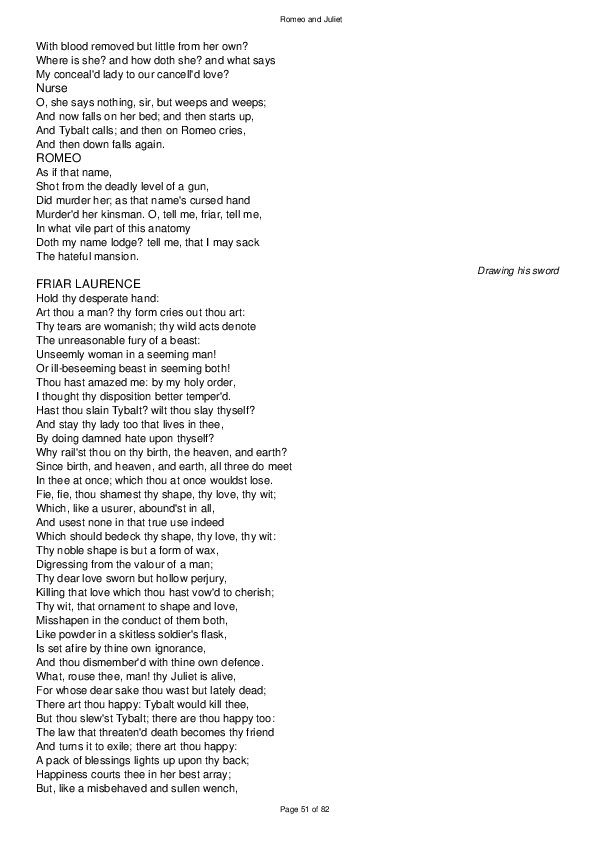 Romeo and Juliet
With blood removed but little from her own?
Where is she? and how doth she? and what says
My conceal'd lady to our cancell'd love?
Nurse
O, she says nothing, sir, but weeps and weeps;
And now falls on her bed; and then starts up,
And Tybalt calls; and then on Romeo cries,
And then down falls again.
ROMEO
As if that name,
Shot from the deadly level of a gun,
Did murder her; as that name's cursed hand
Murder'd her kinsman. O, tell me, friar, tell me,
In what vile part of this anatomy
Doth my name lodge? tell me, that I may sack
The hateful mansion.
Drawing his sword
FRIAR LAURENCE
Hold thy desperate hand:
Art thou a man? thy form cries out thou art:
Thy tears are womanish; thy wild acts denote
The unreasonable fury of a beast:
Unseemly woman in a seeming man!
Or ill-beseeming beast in seeming both!
Thou hast amazed me: by my holy order,
I thought thy disposition better temper'd.
Hast thou slain Tybalt? wilt thou slay thyself?
And stay thy lady too that lives in thee,
By doing damned hate upon thyself?
Why rail'st thou on thy birth, the heaven, and earth?
Since birth, and heaven, and earth, all three do meet
In thee at once; which thou at once wouldst lose.
Fie, fie, thou shamest thy shape, thy love, thy wit;
Which, like a usurer, abound'st in all,
And usest none in that true use indeed
Which should bedeck thy shape, thy love, thy wit:
Thy noble shape is but a form of wax,
Digressing from the valour of a man;
Thy dear love sworn but hollow perjury,
Killing that love which thou hast vow'd to cherish;
Thy wit, that ornament to shape and love,
Misshapen in the conduct of them both,
Like powder in a skitless soldier's flask,
Is set afire by thine own ignorance,
And thou dismember'd with thine own defence.
What, rouse thee, man! thy Juliet is alive,
For whose dear sake thou wast but lately dead;
There art thou happy: Tybalt would kill thee,
But thou slew'st Tybalt; there are thou happy too:
The law that threaten'd death becomes thy friend
And turns it to exile; there art thou happy:
A pack of blessings lights up upon thy back;
Happiness courts thee in her best array;
But, like a misbehaved and sullen wench,
Page 51 of 82